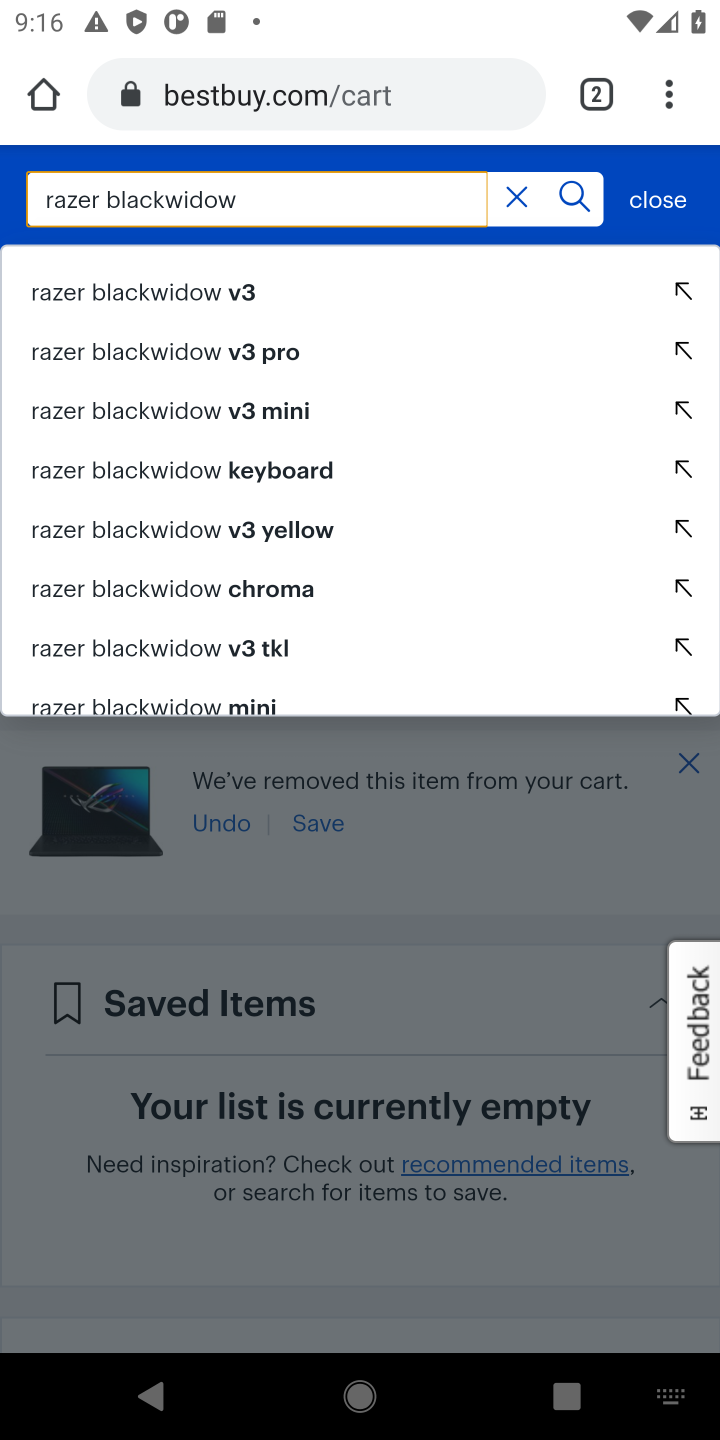 9:16
bestbuy.com/cart
2
razer blackwidow
close
razer blackwidow v3
razer blackwidow v3 pro
razer blackwidow v3 mini
razer blackwidow keyboard
razer blackwidow v3 yellow
razer blackwidow chroma
razer blackwidow v3 tkl
razer blackwidow mini
We’ve removed this item from your cart.
Undo | Save
Feedback
Saved Items
Your list is currently empty
Need inspiration? Check out recommended items,
or search for items to save.